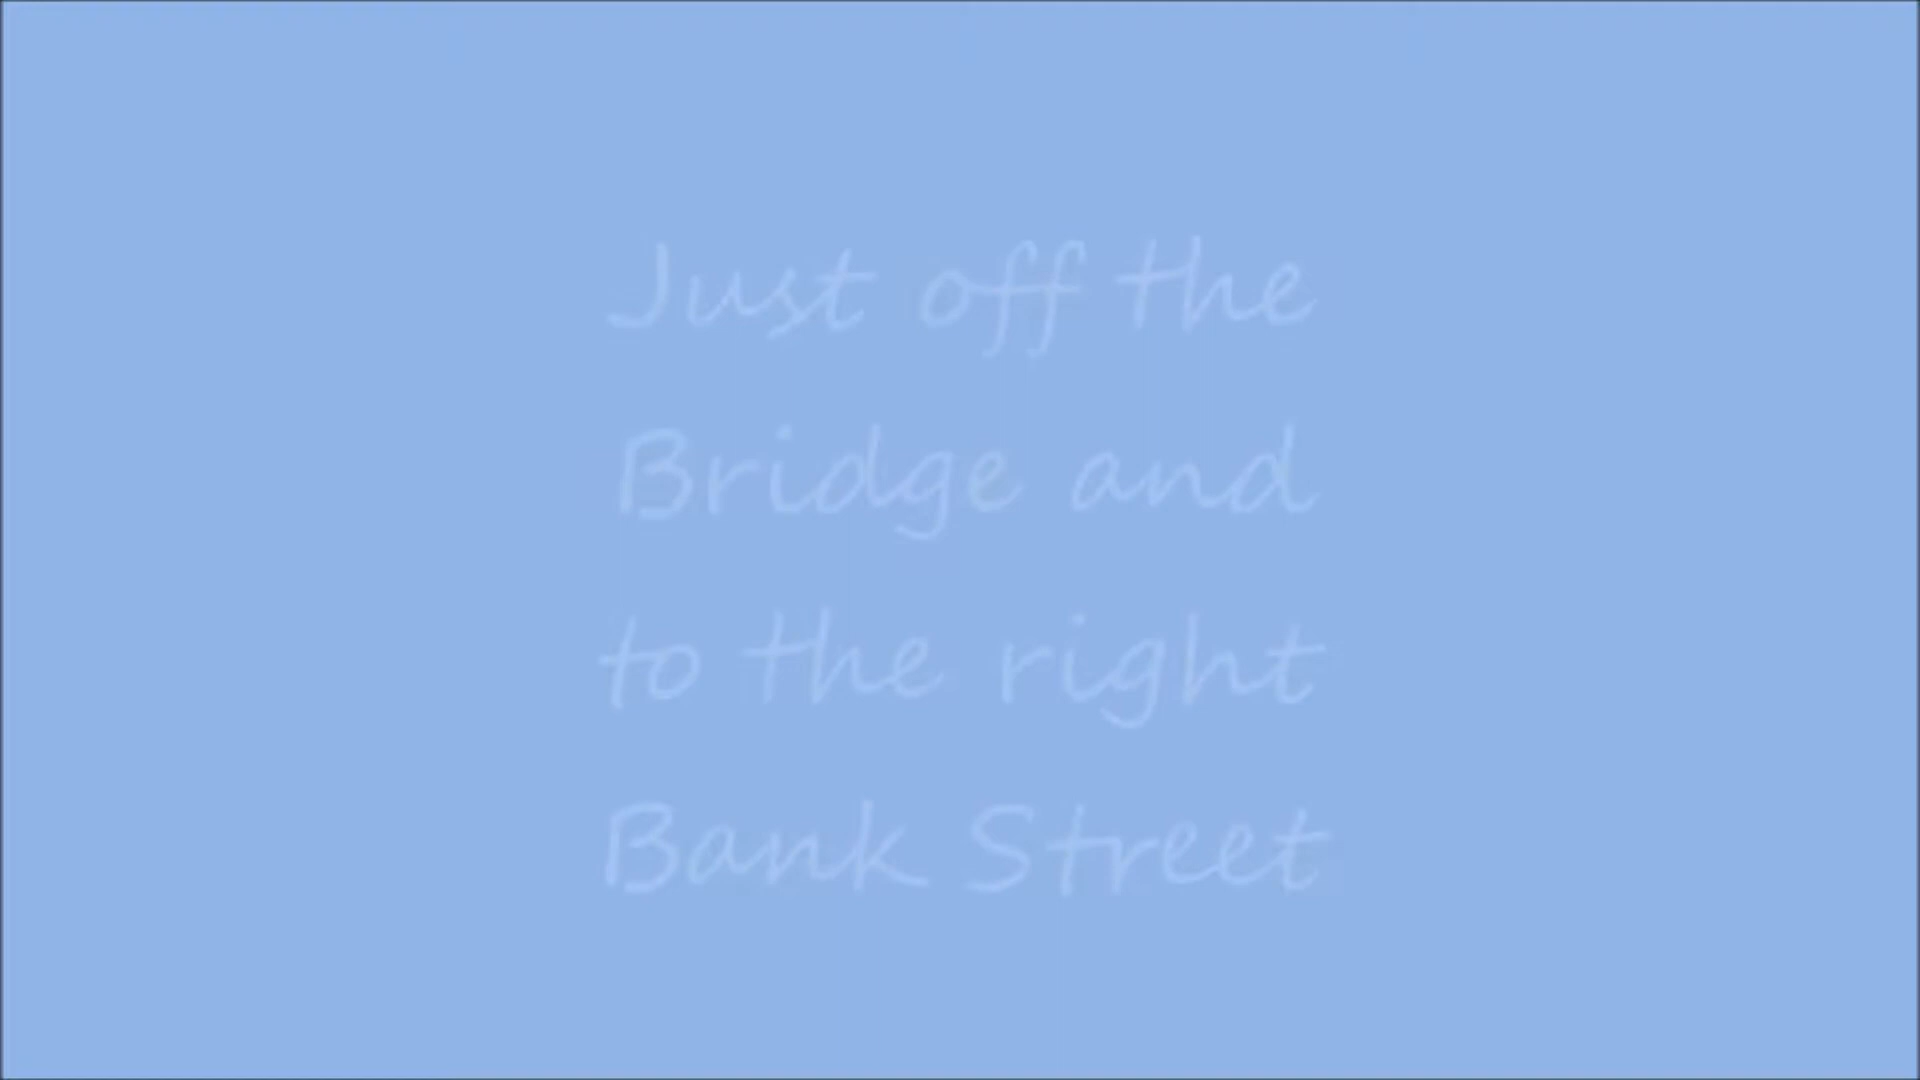 Just off the
Bridge and
to the right
Bank Street